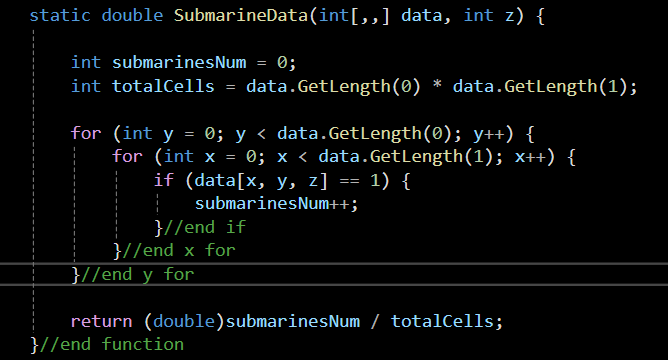 static double SubmarineData(int[,,] data, int z) {
int submarinesNum = 0;
int totalCells = data.GetLength(0) * data.GetLength(1);
for (int y = 0; y < data.GetLength(0); y++) {
for (int x = 0; x < data.GetLength(1); x++) {
if (data[x, y, z] == 1) {
submarinesNum++;
}//end if
}//end x for
}//end y for
return (double)submarinesNum / totalCells;
}//end function